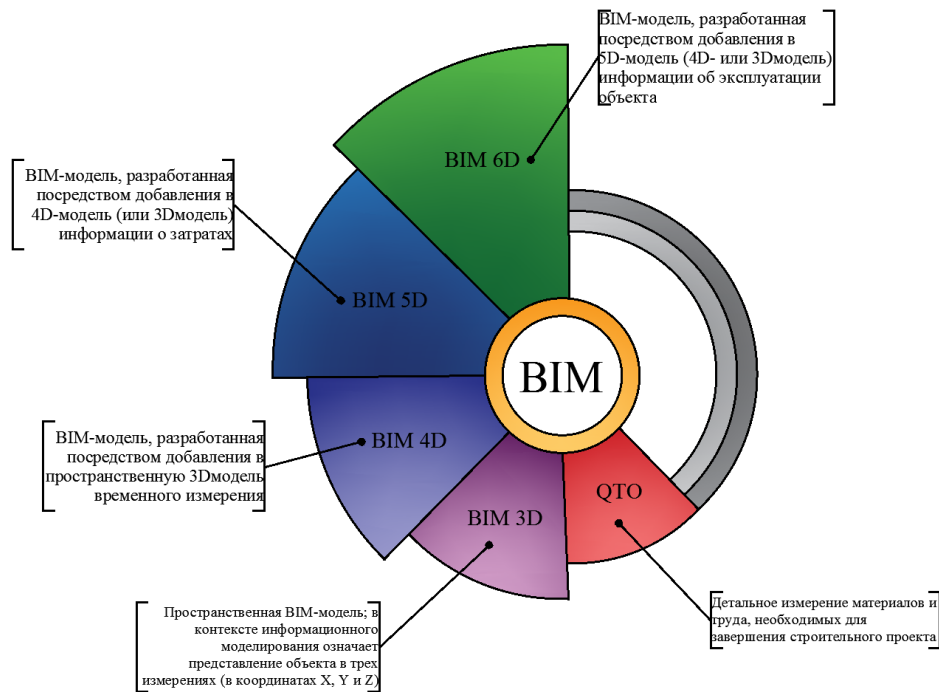 BIM-модель, разработанная
посредством добавления в
5D-модель (4D- или 3Dмодель)
информации об эксплуатации
объекта
BIM 6D
BIM-модель, разработанная
посредством добавления в
4D-модель (или 3Dмодель)
информации о затратах
BIM 5D
BIM
BIM-модель, разработанная
посредством добавления в
пространственную 3Dмодель
временного измерения
BIM 4D
BIM 3D
QTO
Пространственная BIM-модель; в
контексте информационного
моделирования означает
представление объекта в трех
измерениях (в координатах X, Y и Z)
Детальное измерение материалов и
труда, необходимых для
завершения строительного проекта